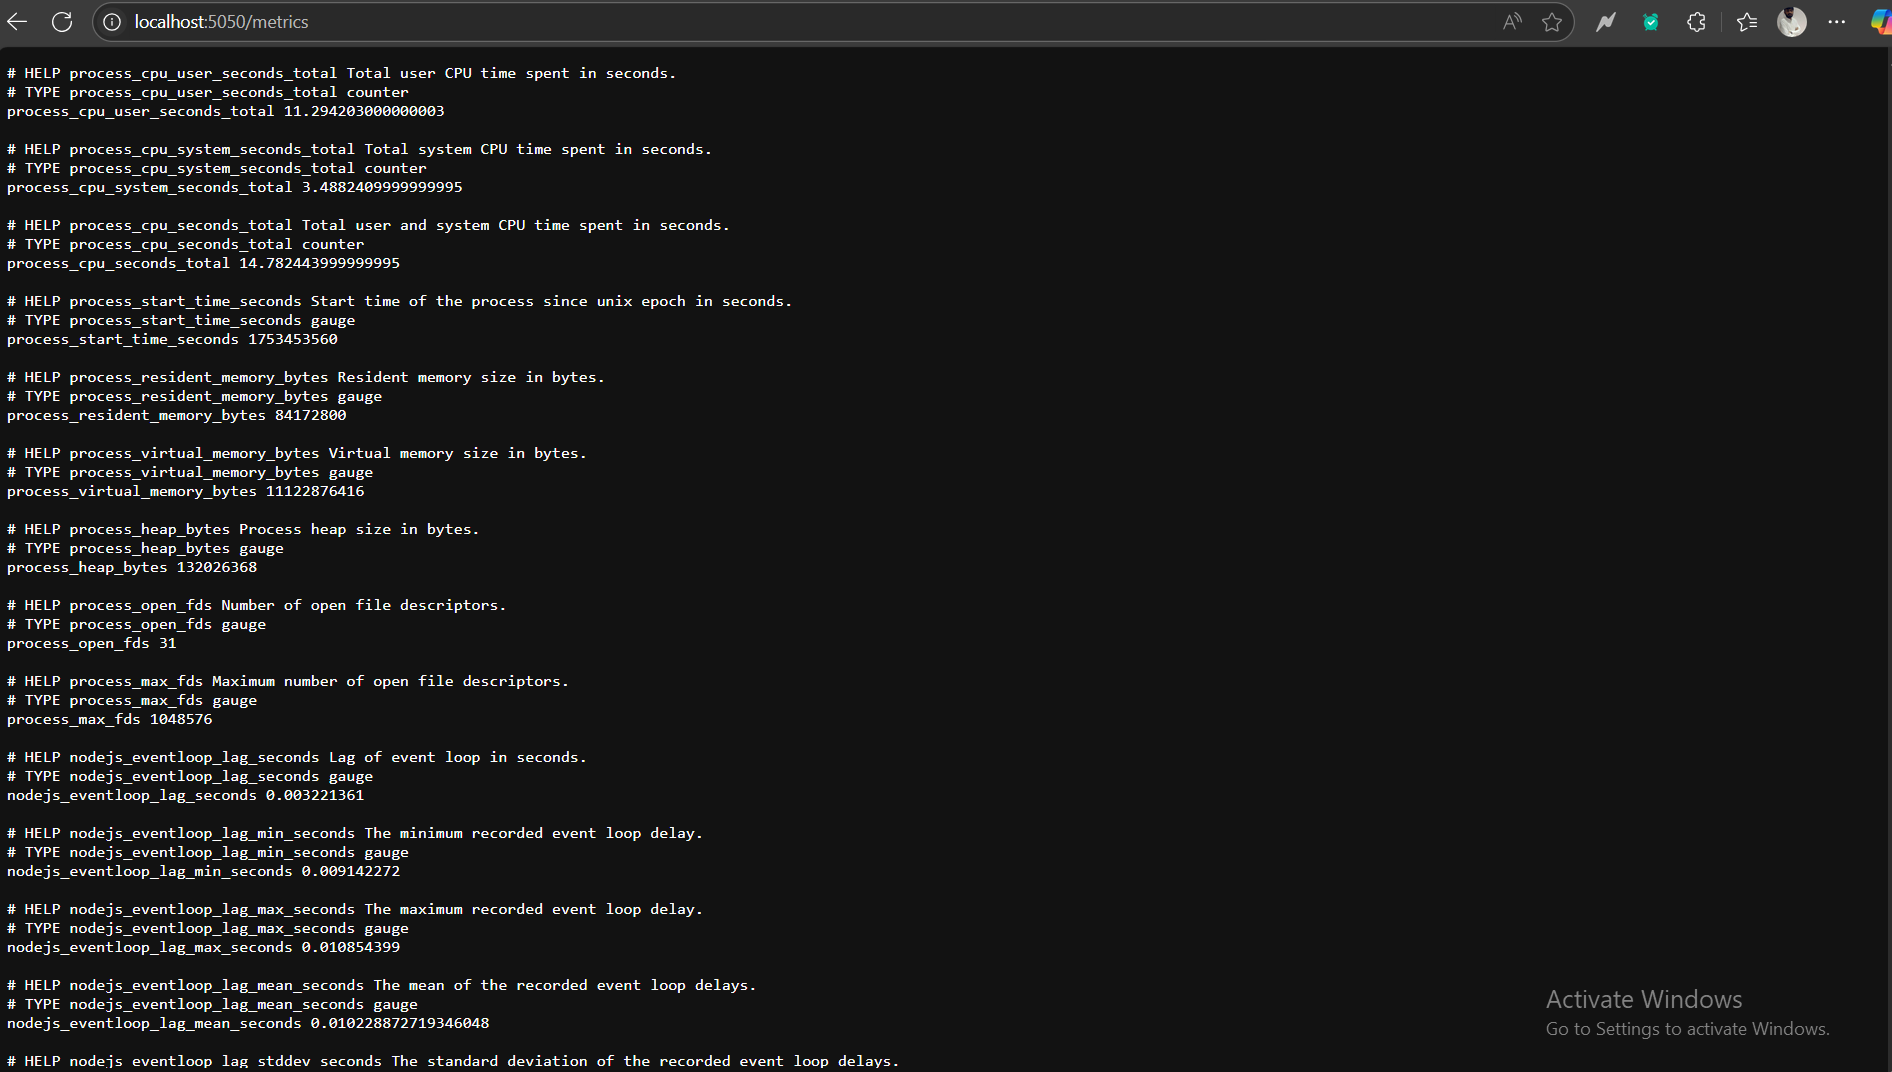 localhost:5050/metrics
# HELP process_cpu_user_seconds_total Total user CPU time spent in seconds.
# TYPE process_cpu_user_seconds_total counter
process_cpu_user_seconds_total 11.294203000000003
# HELP process_cpu_system_seconds_total Total system CPU time spent in seconds.
# TYPE process_cpu_system_seconds_total counter
process_cpu_system_seconds_total 3.4882409999999995
# HELP process_cpu_seconds_total Total user and system CPU time spent in seconds.
# TYPE process_cpu_seconds_total counter
process_cpu_seconds_total 14.782443999999995
# HELP process_start_time_seconds Start time of the process since unix epoch in seconds.
# TYPE process_start_time_seconds gauge
process_start_time_seconds 1753453560
# HELP process_resident_memory_bytes Resident memory size in bytes.
# TYPE process_resident_memory_bytes gauge
process_resident_memory_bytes 84172800
# HELP process_virtual_memory_bytes Virtual memory size in bytes.
# TYPE process_virtual_memory_bytes gauge
process_virtual_memory_bytes 11122876416
# HELP process_heap_bytes Process heap size in bytes.
# TYPE process_heap_bytes gauge
process_heap_bytes 132026368
# HELP process_open_fds Number of open file descriptors.
# TYPE process_open_fds gauge
process_open_fds 31
# HELP process_max_fds Maximum number of open file descriptors.
# TYPE process_max_fds gauge
process_max_fds 1048576
# HELP nodejs_eventloop_lag_seconds Lag of event loop in seconds.
# TYPE nodejs_eventloop_lag_seconds gauge
nodejs_eventloop_lag_seconds 0.003221361
# HELP nodejs_eventloop_lag_min_seconds The minimum recorded event loop delay.
# TYPE nodejs_eventloop_lag_min_seconds gauge
nodejs_eventloop_lag_min_seconds 0.009142272
# HELP nodejs_eventloop_lag_max_seconds The maximum recorded event loop delay.
# TYPE nodejs_eventloop_lag_max_seconds gauge
nodejs_eventloop_lag_max_seconds 0.010854399
# HELP nodejs_eventloop_lag_mean_seconds The mean of the recorded event loop delays.
# TYPE nodejs_eventloop_lag_mean_seconds gauge
nodejs_eventloop_lag_mean_seconds 0.010228872719346048
# HELP nodejs_eventloop_lag_stddev_seconds The standard deviation of the recorded event loop delays.
Activate Windows
Go to Settings to activate Windows.